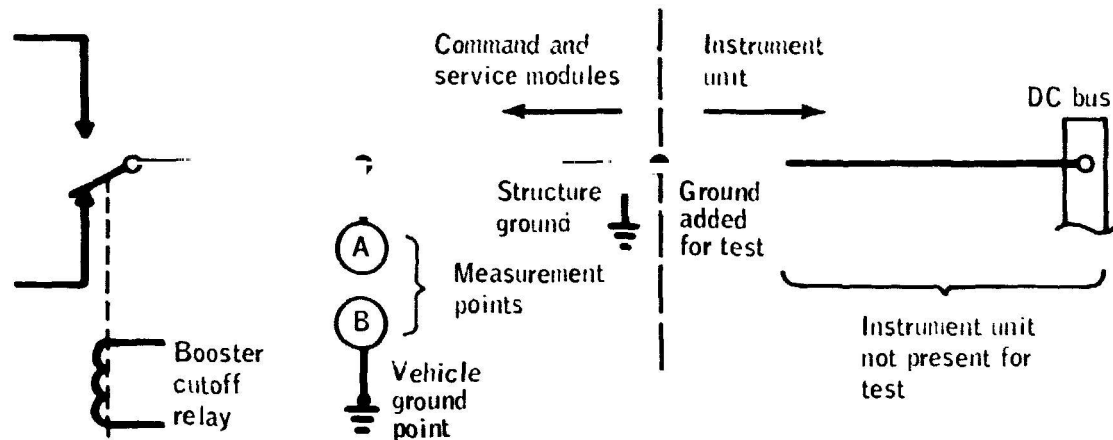 Command and
service modules
Instrument
unit
DC bus
Structure
ground
Ground
added
for test
A
B
Measurement
points
Instrument unit
not present for
test
Booster
cutoff
relay
Vehicle
ground
point